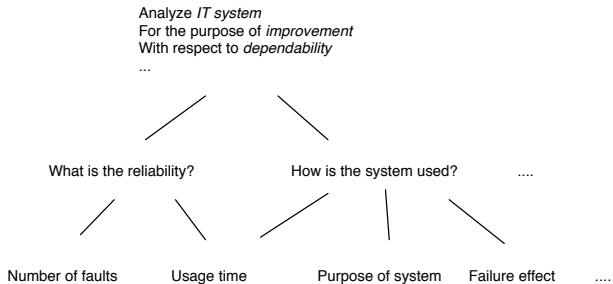 Analyze IT system
For the purpose of improvement
With respect to dependability
...
What is the reliability? How is the system used? ....
Number of faults Usage time Purpose of system Failure effect ....